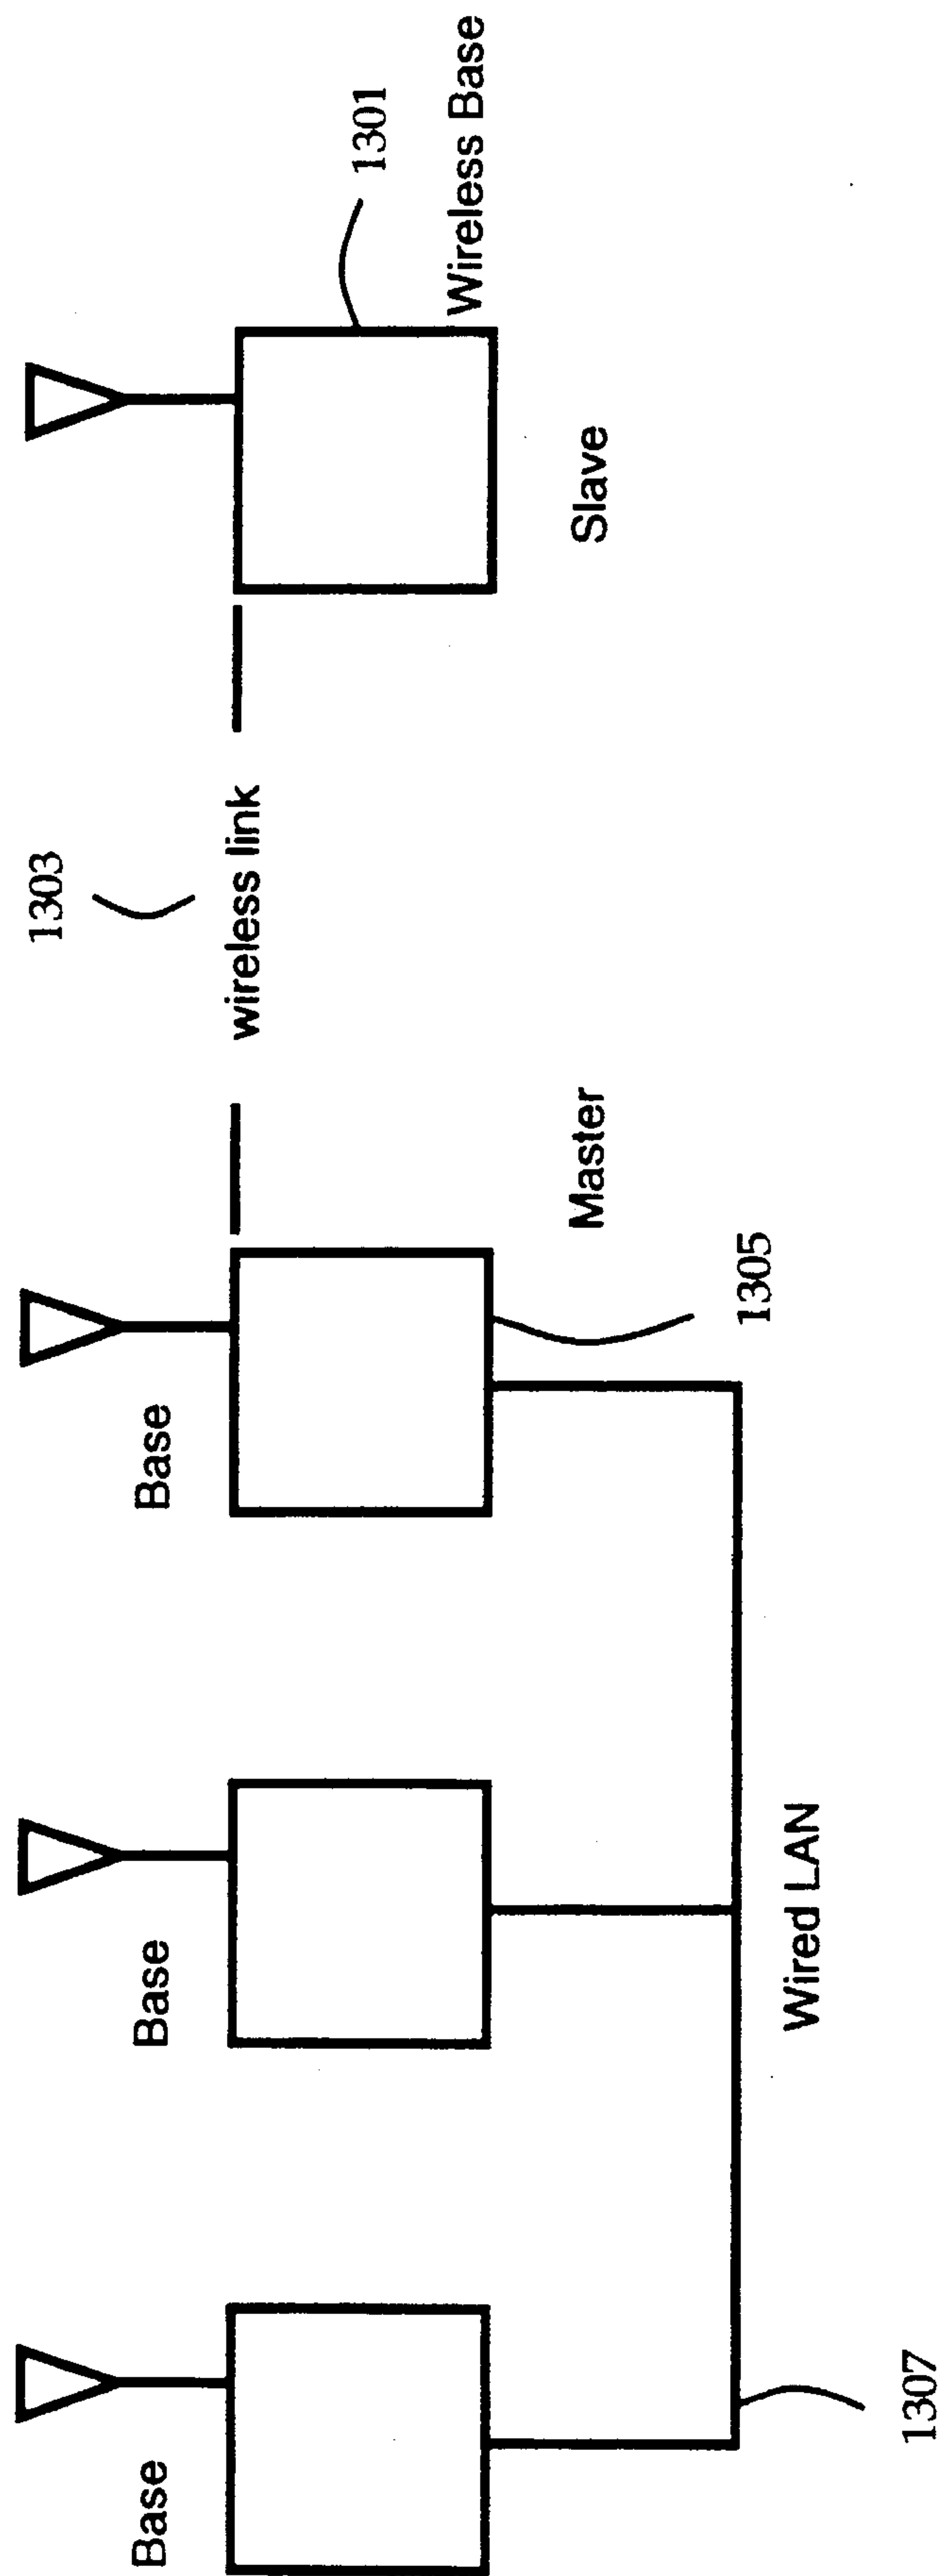 1303
1301
Base
Base
Base
wireless link
Wireless Base
Master
Slave
1305
Wired LAN
1307